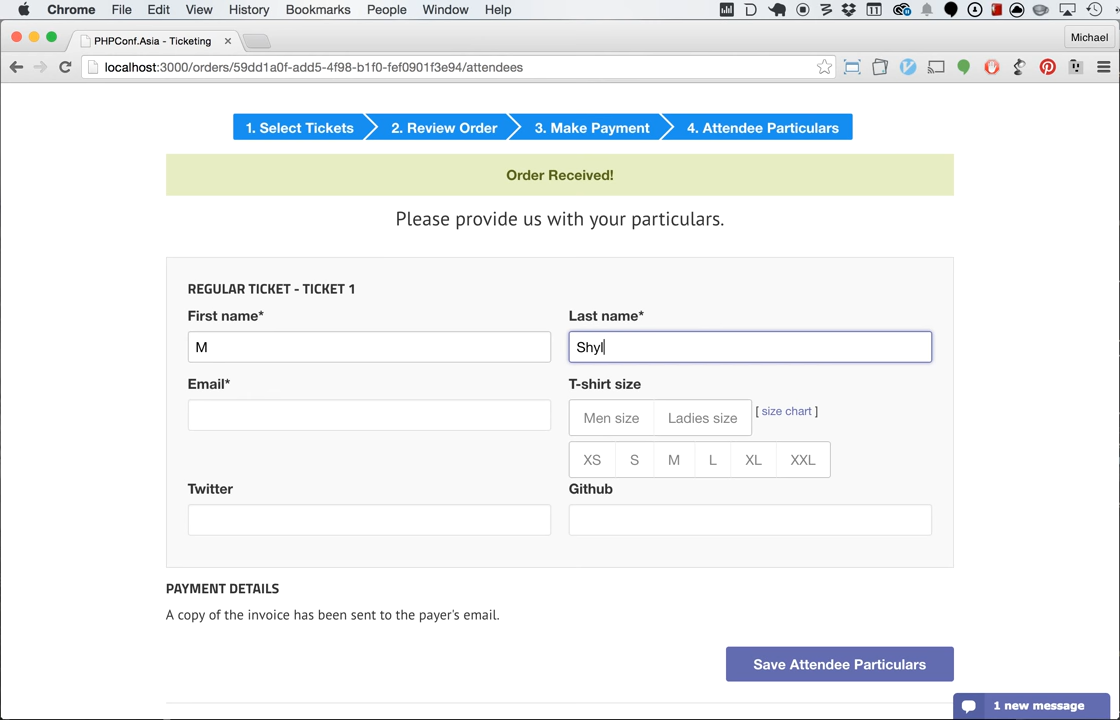 Chrome File Edit View History Bookmarks People Window Help
PHPConf.Asia - Ticketing
Michael
localhost:3000/orders/59dd1a0f-add5-4f98-b1f0-fef0901f3e94/attendees
1. Select Tickets 2. Review Order 3. Make Payment 4. Attendee Particulars
Order Received!
Please provide us with your particulars.
REGULAR TICKET - TICKET 1
First name* Last name*
M Shyl
Email* T-shirt size
Men size Ladies size [ size chart ]
XS S M L XL XXL
Twitter Github
PAYMENT DETAILS
A copy of the invoice has been sent to the payer's email.
Save Attendee Particulars
1 new message